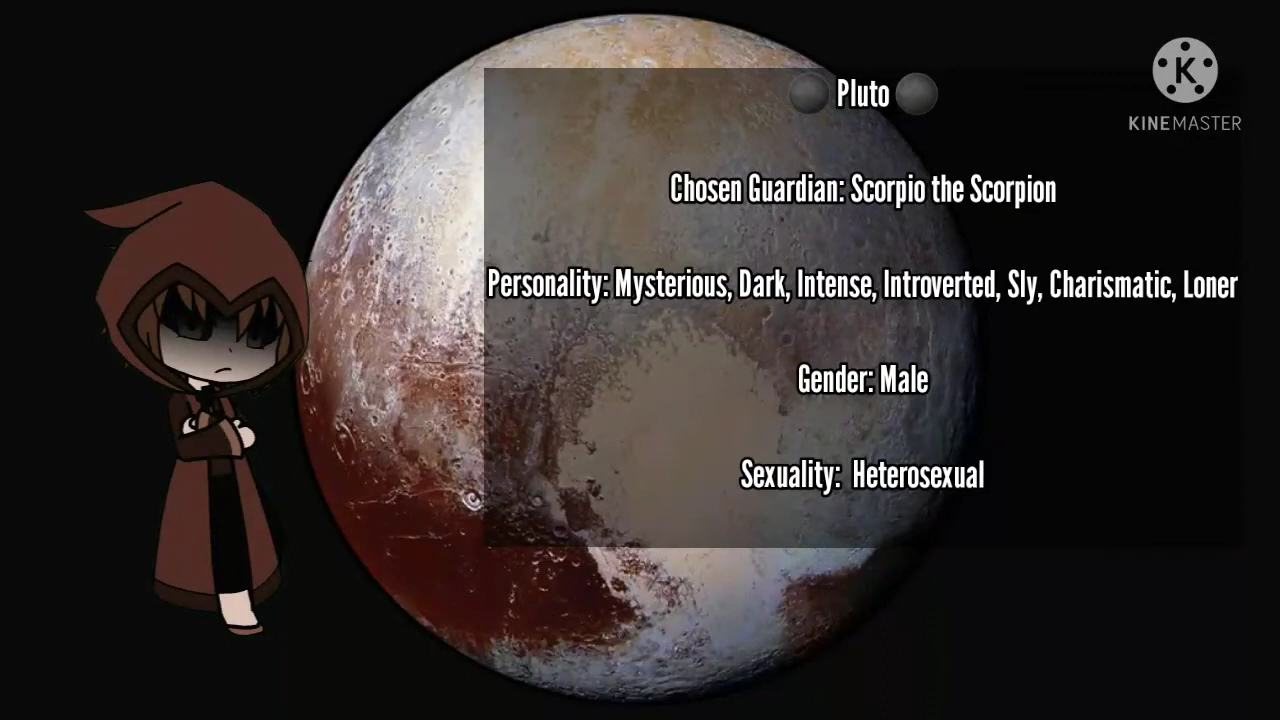 Pluto
K
KINEMASTER
Chosen Guardian: Scorpio the Scorpion
Personality: Mysterious, Dark, Intense, Introverted, Sly, Charismatic, Loner
Gender: Male
Sexuality: Heterosexual